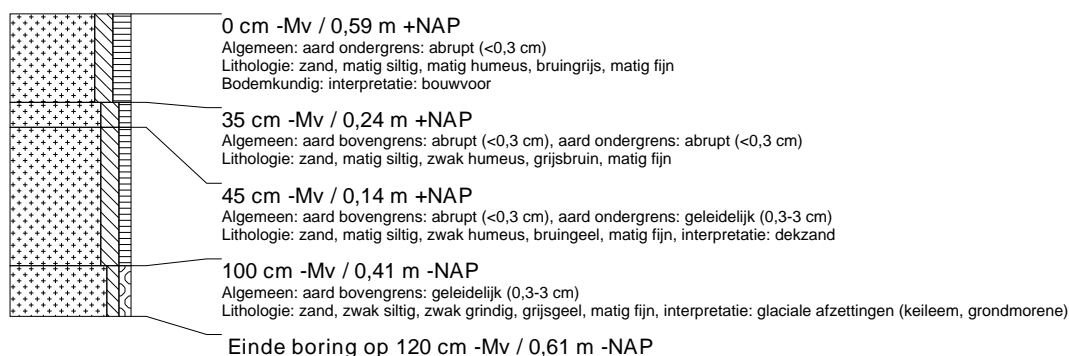 0 cm -Mv / 0,59 m +NAP
Algemeen: aard ondergrens: abrupt (<0,3 cm)
Lithologie: zand, matig siltig, matig humeus, bruingrijs, matig fijn
Bodemkundig: interpretatie: bouwvoor
35 cm -Mv / 0,24 m +NAP
Algemeen: aard bovengrens: abrupt (<0,3 cm), aard ondergrens: abrupt (<0,3 cm)
Lithologie: zand, matig siltig, zwak humeus, grijsbruin, matig fijn
45 cm -Mv / 0,14 m +NAP
Algemeen: aard bovengrens: abrupt (<0,3 cm), aard ondergrens: geleidelijk (0,3-3 cm)
Lithologie: zand, matig siltig, zwak humeus, bruingeel, matig fijn, interpretatie: dekzand
100 cm -Mv / 0,41 m -NAP
Algemeen: aard bovengrens: geleidelijk (0,3-3 cm)
Lithologie: zand, zwak siltig, zwak grindig, grijsgeel, matig fijn, interpretatie: glaciale afzettingen (keileem, grondmorene)
Einde boring op 120 cm -Mv / 0,61 m -NAP